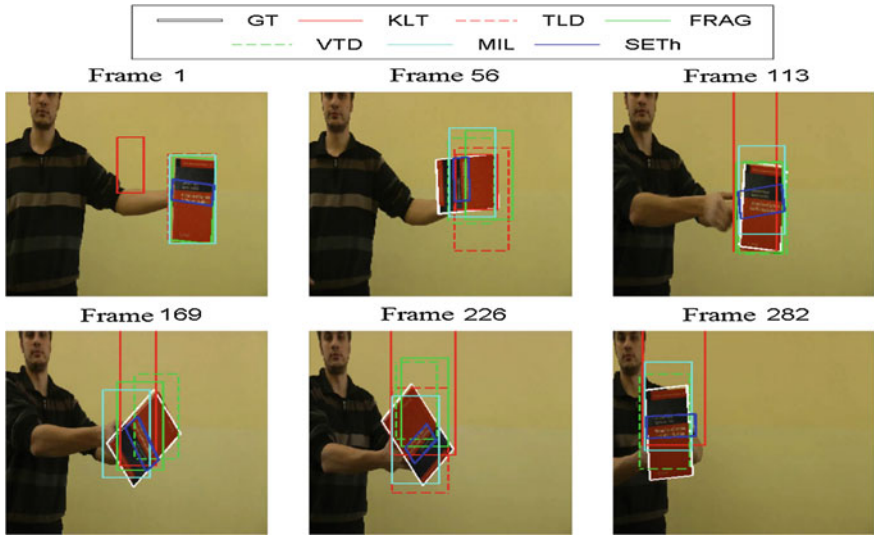 GT KLT TLD FRAG
VTD MIL SETh
Frame 1 Frame 56 Frame 113
Frame 169 Frame 226 Frame 282